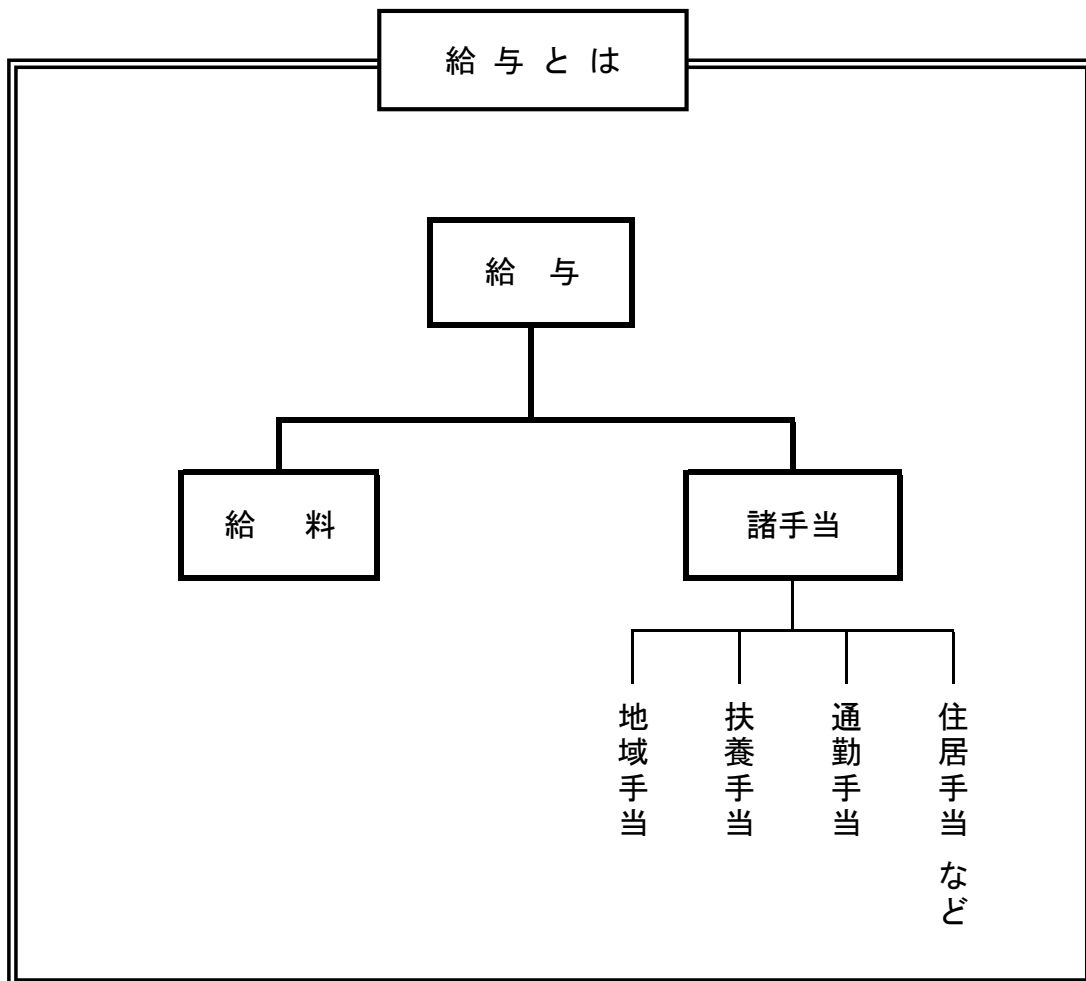 給与とは
給与
給料
諸手当
地域手当
扶養手当
通勤手当
住居手当 など